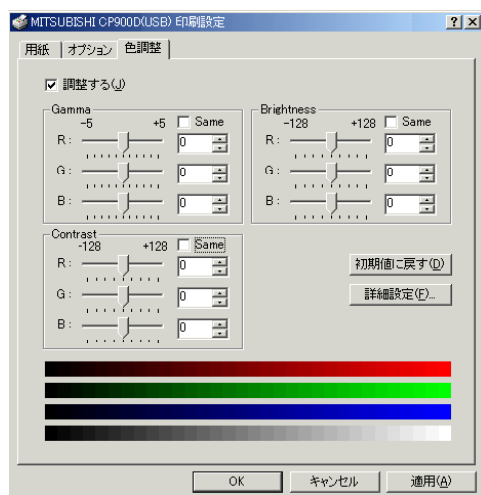 MITSUBISHI CP900D(USB) 印刷設定
用紙 オプション 色調整
調整する(J)
Gamma
-5 +5 Same
R: 0
G: 0
B: 0
Brightness
-128 +128 Same
R: 0
G: 0
B: 0
Contrast
-128 +128 Same
R: 0
G: 0
B: 0
初期値に戻す(D)
詳細設定(F)...
OK キャンセル 適用(A)